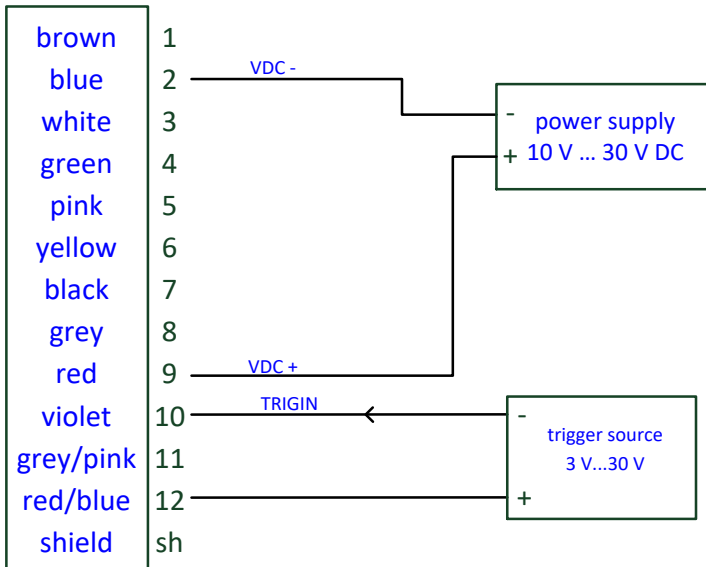 brown 1
blue 2
white 3
green 4
pink 5
yellow 6
black 7
grey 8
red 9
violet 10
grey/pink 11
red/blue 12
shield sh
VDC -
VDC +
TRIGIN
- power supply
+ 10 V ... 30 V DC
-
trigger source
3 V...30 V
+